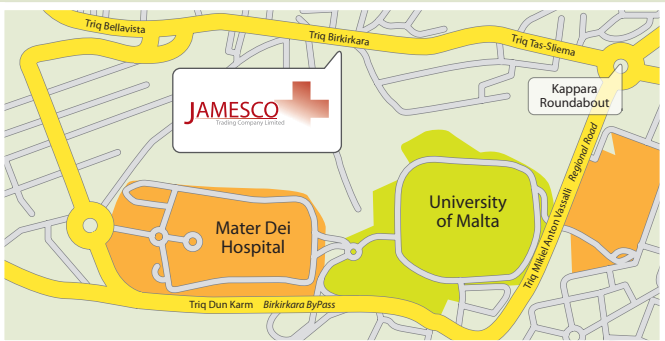 Triq Bellavista
Triq Birkirkara
Triq Tas-Sliema
Kappara
Roundabout
JAMESCO
Trading Company Limited
Mater Dei
Hospital
University
of Malta
Triq Mikiel Anton Vassalli Regional Road
Triq Dun Karm Birkirkara ByPass